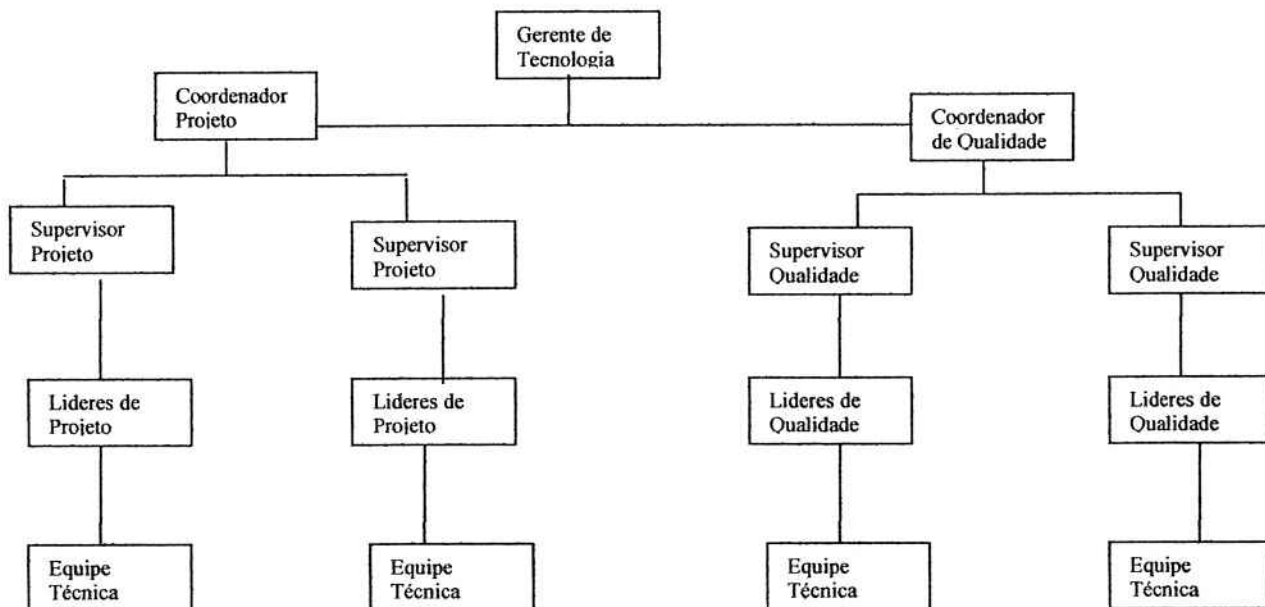 Gerente de
Tecnologia
Coordenador
Projeto
Coordenador
de Qualidade
Supervisor
Projeto
Supervisor
Projeto
Supervisor
Qualidade
Supervisor
Qualidade
Lideres de
Projeto
Lideres de
Projeto
Lideres de
Qualidade
Lideres de
Qualidade
Equipe
Técnica
Equipe
Técnica
Equipe
Técnica
Equipe
Técnica